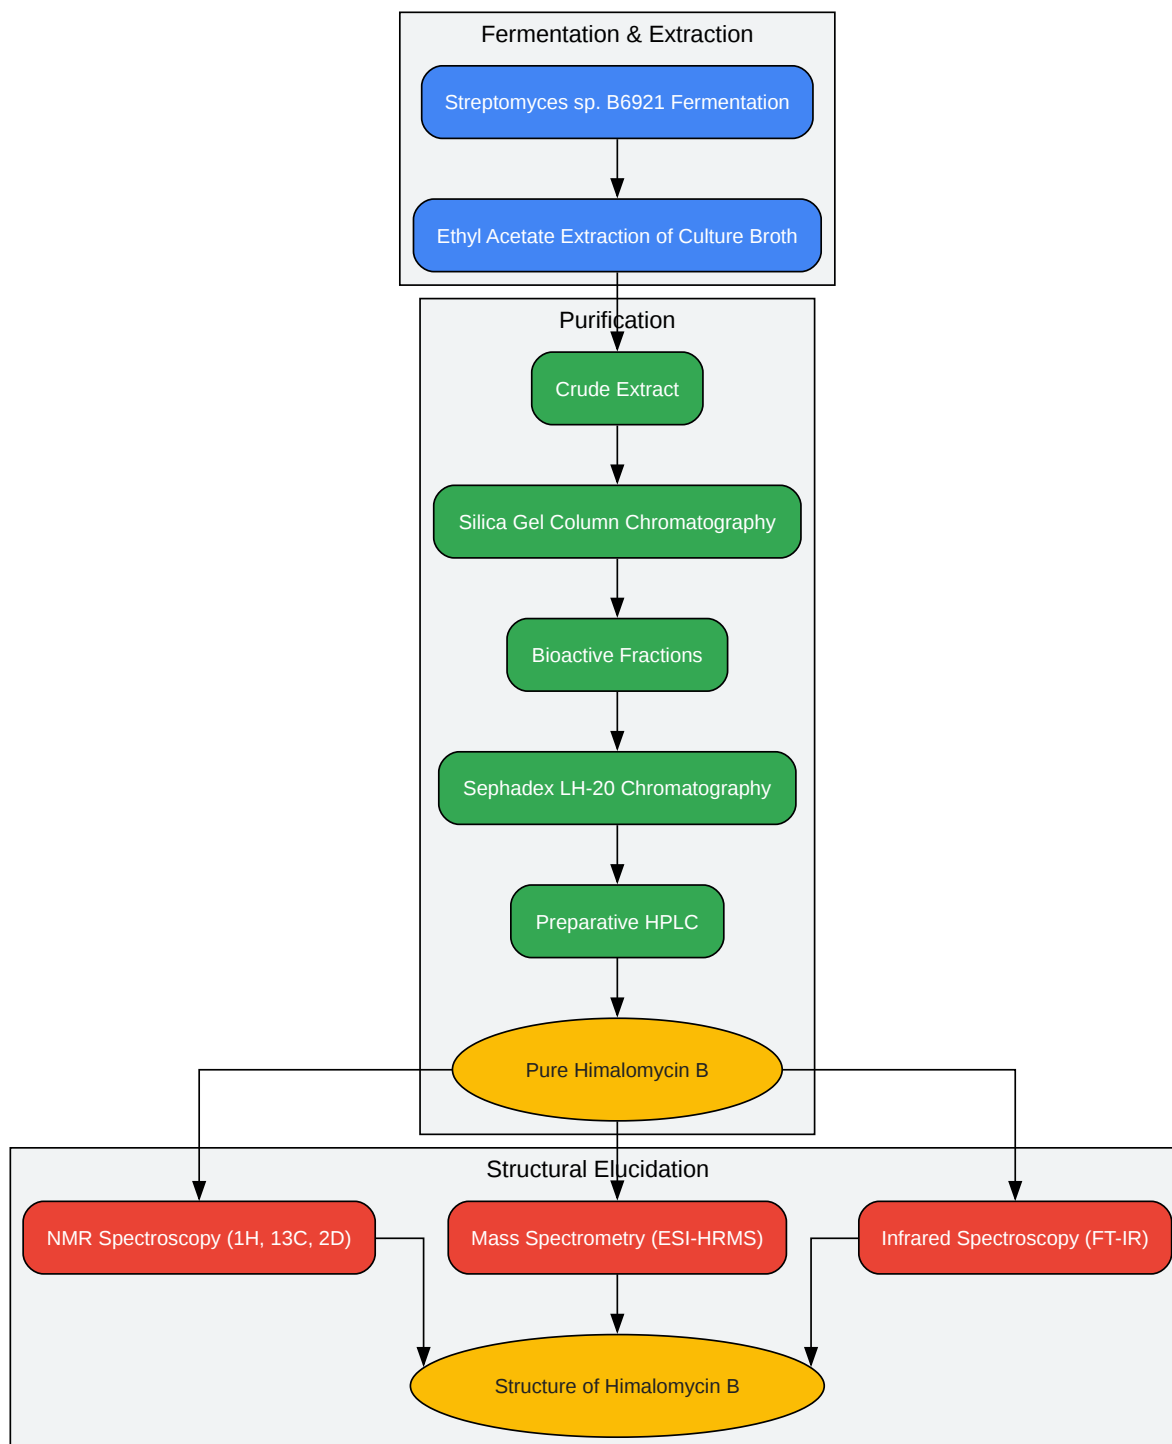 Fermentation & Extraction
Streptomyces sp. B6921 Fermentation
Ethyl Acetate Extraction of Culture Broth
Purification
Crude Extract
Silica Gel Column Chromatography
Bioactive Fractions
Sephadex LH-20 Chromatography
Preparative HPLC
Pure Himalomycin B
Structural Elucidation
NMR Spectroscopy (1H, 13C, 2D)
Mass Spectrometry (ESI-HRMS)
Infrared Spectroscopy (FT-IR)
Structure of Himalomycin B